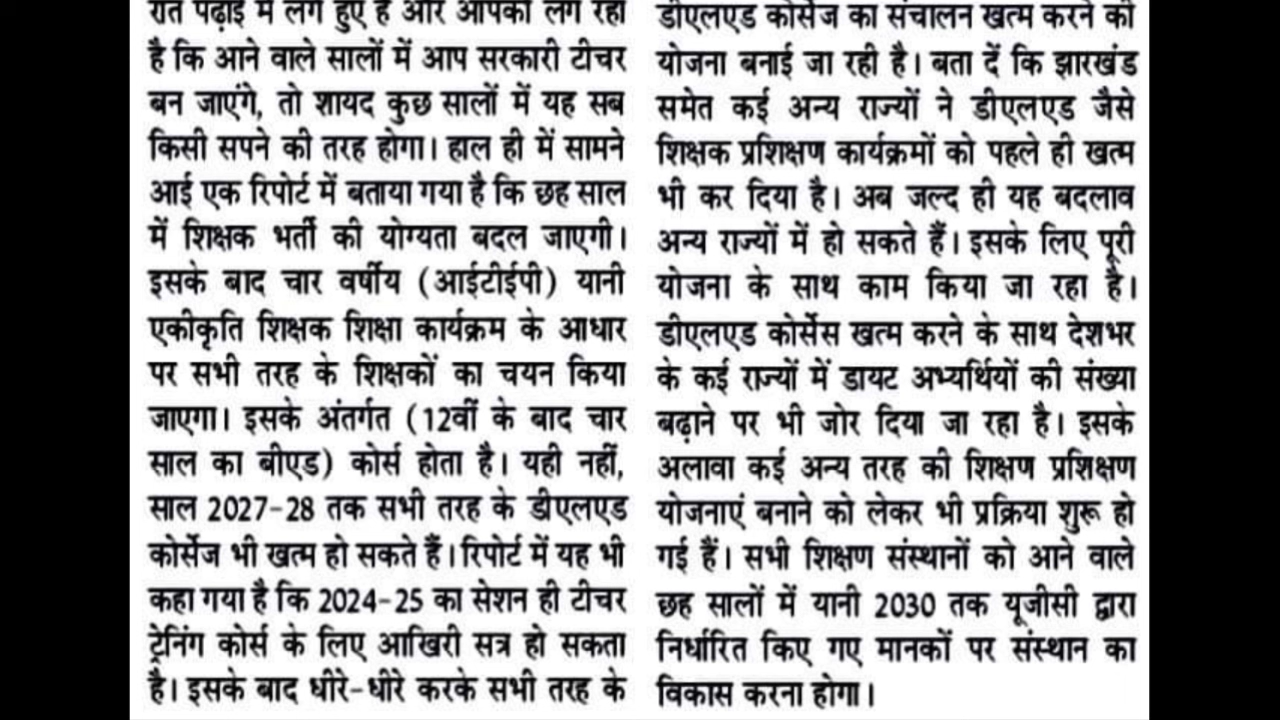 रात पढ़ाई में लगे हुए हैं और आपको लग रहा
है कि आने वाले सालों में आप सरकारी टीचर
बन जाएंगे, तो शायद कुछ सालों में यह सब
किसी सपने की तरह होगा। हाल ही में सामने
आई एक रिपोर्ट में बताया गया है कि छह साल
में शिक्षक भर्ती की योग्यता बदल जाएगी।
इसके बाद चार वर्षीय (आईटीईपी) यानी
एकीकृति शिक्षक शिक्षा कार्यक्रम के आधार
पर सभी तरह के शिक्षकों का चयन किया
जाएगा। इसके अंतर्गत (12वीं के बाद चार
साल का बीएड) कोर्स होता है। यही नहीं,
साल 2027-28 तक सभी तरह के डीएलएड
कोर्सेज भी खत्म हो सकते हैं। रिपोर्ट में यह भी
कहा गया है कि 2024-25 का सेशन ही टीचर
ट्रेनिंग कोर्स के लिए आखिरी सत्र हो सकता
है। इसके बाद धीरे-धीरे करके सभी तरह के
डीएलएड कोर्सेज का संचालन खत्म करने की
योजना बनाई जा रही है। बता दें कि झारखंड
समेत कई अन्य राज्यों ने डीएलएड जैसे
शिक्षक प्रशिक्षण कार्यक्रमों को पहले ही खत्म
भी कर दिया है। अब जल्द ही यह बदलाव
अन्य राज्यों में हो सकते हैं। इसके लिए पूरी
योजना के साथ काम किया जा रहा है।
डीएलएड कोर्सेस खत्म करने के साथ देशभर
के कई राज्यों में डायट अभ्यर्थियों की संख्या
बढ़ाने पर भी जोर दिया जा रहा है। इसके
अलावा कई अन्य तरह की शिक्षण प्रशिक्षण
योजनाएं बनाने को लेकर भी प्रक्रिया शुरू हो
गई हैं। सभी शिक्षण संस्थानों को आने वाले
छह सालों में यानी 2030 तक यूजीसी द्वारा
निर्धारित किए गए मानकों पर संस्थान का
विकास करना होगा।